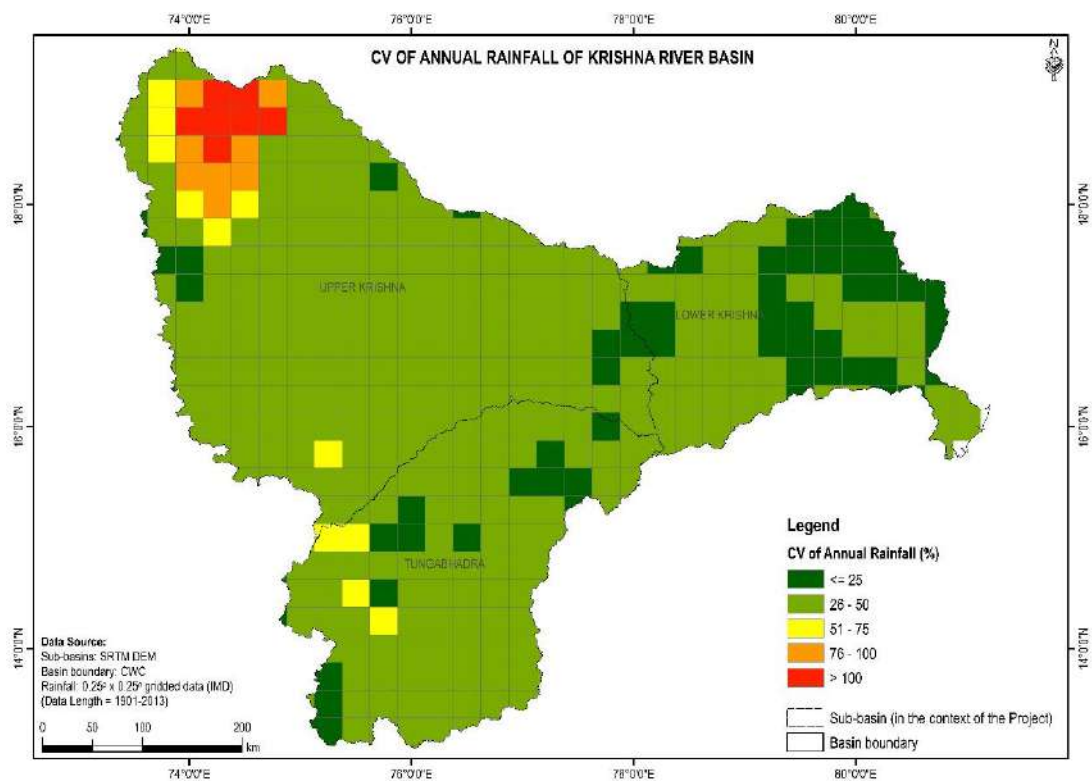 74°0'0"E 76°0'0"E 78°0'0"E 80°0'0"E
CV OF ANNUAL RAINFALL OF KRISHNA RIVER BASIN
N
18°0'0"N 18°0'0"N
UPPER KRISHNA
LOWER KRISHNA
16°0'0"N 16°0'0"N
TUNGABHADRA
Legend
CV of Annual Rainfall (%)
<= 25
26 - 50
51 - 75
76 - 100
> 100
Sub-basin (in the context of the Project)
Basin boundary
14°0'0"N 14°0'0"N
Data Source:
Sub-basins: SRTM DEM
Basin boundary: CWC
Rainfall: 0.25° x 0.25° gridded data (IMD)
(Data Length = 1901-2013)
0 50 100 200
km
74°0'0"E 76°0'0"E 78°0'0"E 80°0'0"E